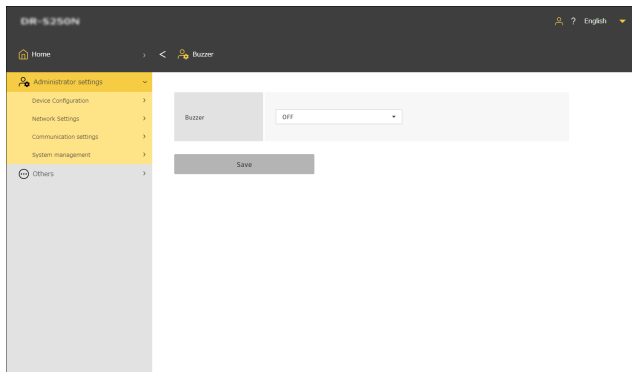 DR-S250N
? English
Home
Buzzer
Administrator settings
Device Configuration
Network Settings
Communication settings
System management
Others
Buzzer
OFF
Save